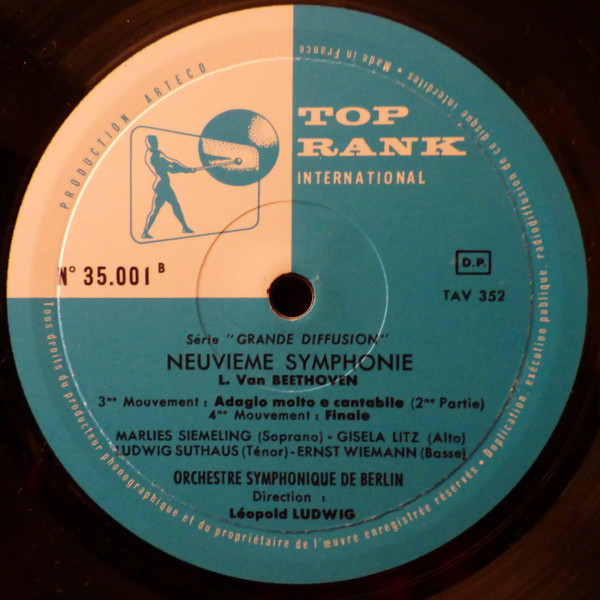 PRODUCTION ARTECO
TOP
RANK
INTERNATIONAL
N° 35.001 B
D.P.
TAV 352
Série "GRANDE DIFFUSION"
NEUVIEME SYMPHONIE
L. Van BEETHOVEN
3me Mouvement : Adagio molto e cantabile (2me Partie)
4me Mouvement : Finale
MARLIES SIEMELING (Soprano) - GISELA LITZ (Alto)
LUDWIG SUTHAUS (Ténor) - ERNST WIEMANN (Basse)
ORCHESTRE SYMPHONIQUE DE BERLIN
Direction :
Léopold LUDWIG
Tous droits du producteur phonographique et du propriétaire de l'œuvre enregistrée réservés • Duplication, exécution publique, radiodiffusion de ce disque interdites • Made in France